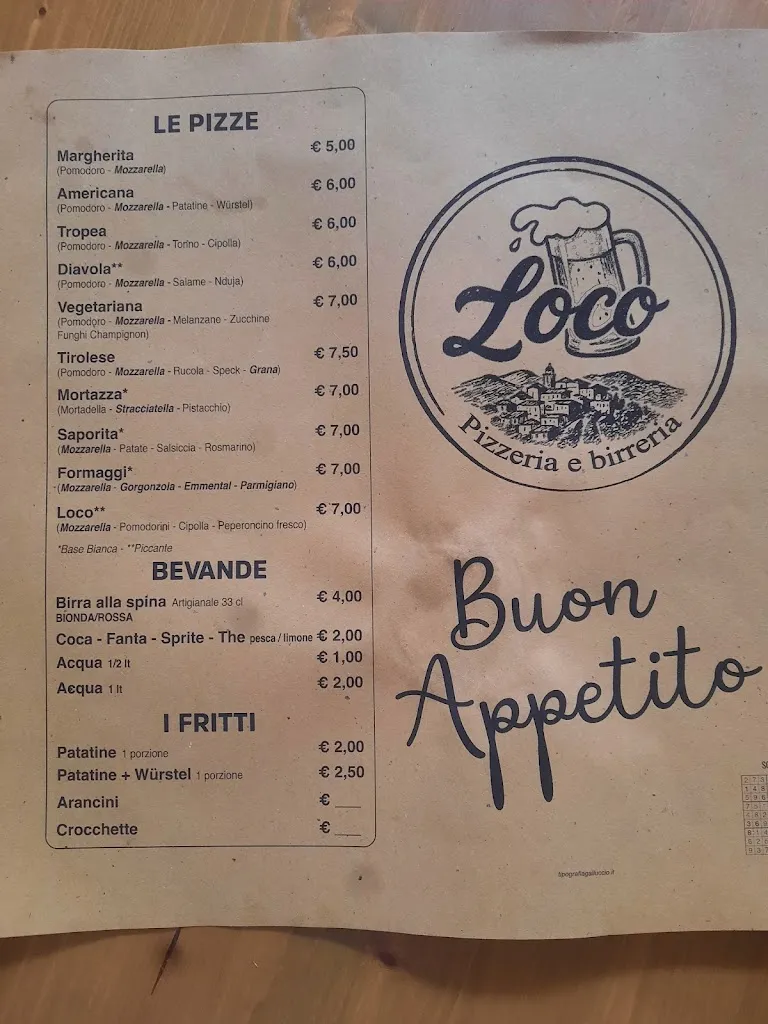 LE PIZZE
Margherita € 5,00
(Pomodoro - Mozzarella)
Americana € 6,00
(Pomodoro - Mozzarella - Patatine - Würstel)
Tropea € 6,00
(Pomodoro - Mozzarella - Tonno - Cipolla)
Diavola** € 6,00
(Pomodoro - Mozzarella - Salame - Nduja)
Vegetariana € 7,00
(Pomodoro - Mozzarella - Melanzane - Zucchine
Funghi Champignon)
Tirolese € 7,50
(Pomodoro - Mozzarella - Rucola - Speck - Grana)
Mortazza* € 7,00
(Mortadella - Stracciatella - Pistacchio)
Saporita* € 7,00
(Mozzarella - Patate - Salsiccia - Rosmarino)
Formaggi* € 7,00
(Mozzarella - Gorgonzola - Emmental - Parmigiano)
Loco** € 7,00
(Mozzarella - Pomodorini - Cipolla - Peperoncino fresco)
*Base Bianca - **Piccante
BEVANDE
Birra alla spina Artigianale 33 cl € 4,00
BIONDA/ROSSA
Coca - Fanta - Sprite - The pesca / limone € 2,00
Acqua 1/2 lt € 1,00
Acqua 1 lt € 2,00
I FRITTI
Patatine 1 porzione € 2,00
Patatine + Würstel 1 porzione € 2,50
Arancini € ___
Crocchette € ___
Loco
Pizzeria e birreria
Buon
Appetito